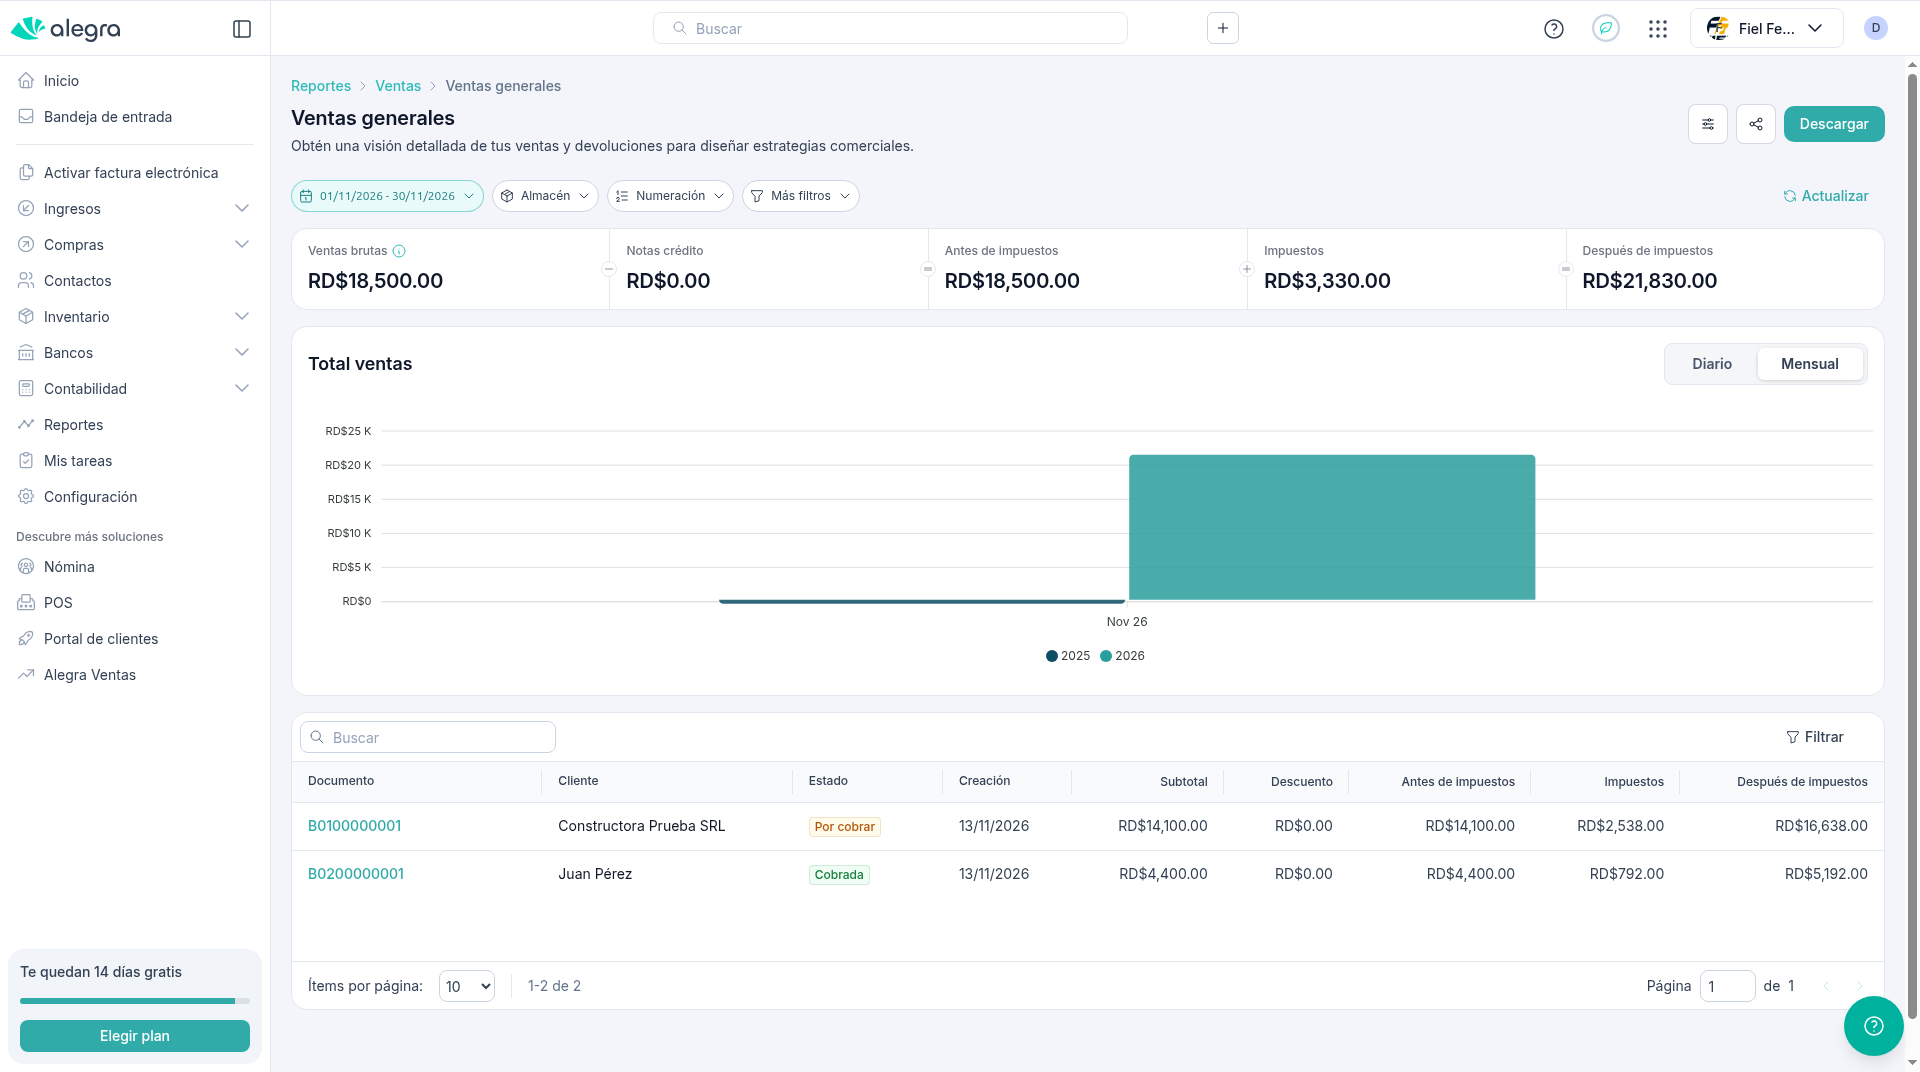 alegra
Buscar
Fiel Fe...
D
Inicio
Bandeja de entrada
Activar factura electrónica
Ingresos
Compras
Contactos
Inventario
Bancos
Contabilidad
Reportes
Mis tareas
Configuración
Descubre más soluciones
Nómina
POS
Portal de clientes
Alegra Ventas
Te quedan 14 días gratis
Elegir plan
Reportes > Ventas > Ventas generales
Ventas generales
Obtén una visión detallada de tus ventas y devoluciones para diseñar estrategias comerciales.
Descargar
01/11/2026 - 30/11/2026 Almacén Numeración Más filtros Actualizar
Ventas brutas Notas crédito Antes de impuestos Impuestos Después de impuestos
RD$18,500.00 − RD$0.00 = RD$18,500.00 + RD$3,330.00 = RD$21,830.00
Total ventas
Diario Mensual
RD$25 K
RD$20 K
RD$15 K
RD$10 K
RD$5 K
RD$0
Nov 26
2025 2026
Buscar
Filtrar
Documento Cliente Estado Creación Subtotal Descuento Antes de impuestos Impuestos Después de impuestos
B0100000001 Constructora Prueba SRL Por cobrar 13/11/2026 RD$14,100.00 RD$0.00 RD$14,100.00 RD$2,538.00 RD$16,638.00
B0200000001 Juan Pérez Cobrada 13/11/2026 RD$4,400.00 RD$0.00 RD$4,400.00 RD$792.00 RD$5,192.00
Ítems por página: 10 1-2 de 2 Página 1 de 1